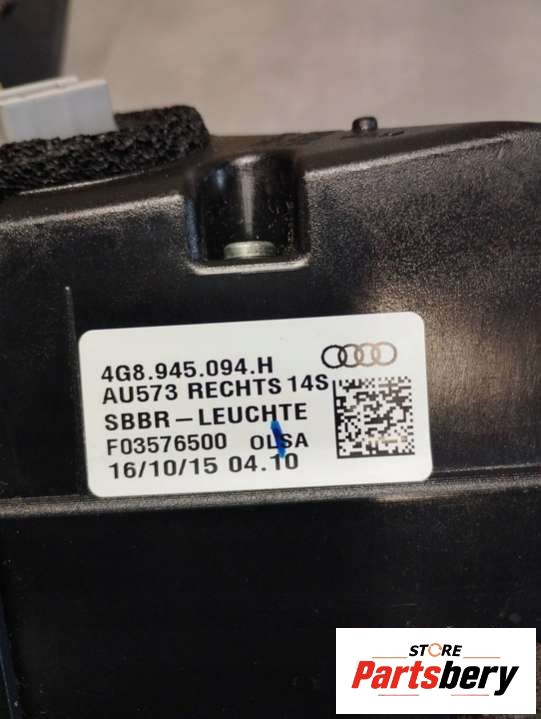 4G8.945.094.H
AU573 RECHTS 14S
SBBR-LEUCHTE
F03576500 OLSA
16/10/15 04.10
STORE
Partsbery